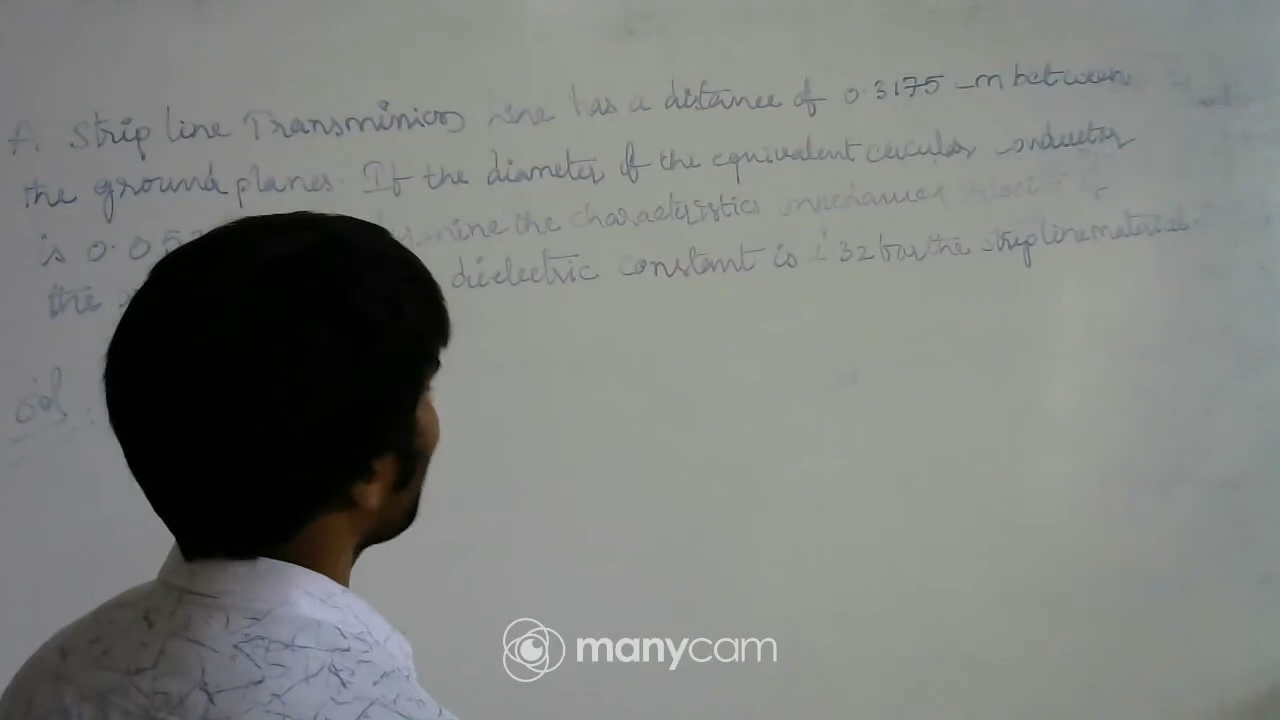 A strip line Transmission line has a distance of 0.3175 m between
the ground planes. If the diameter of the equivalent circular conductor
is 0.05 the characteristics impedance
the dielectric constant is 32 for the strip line material.
Sol:
manycam